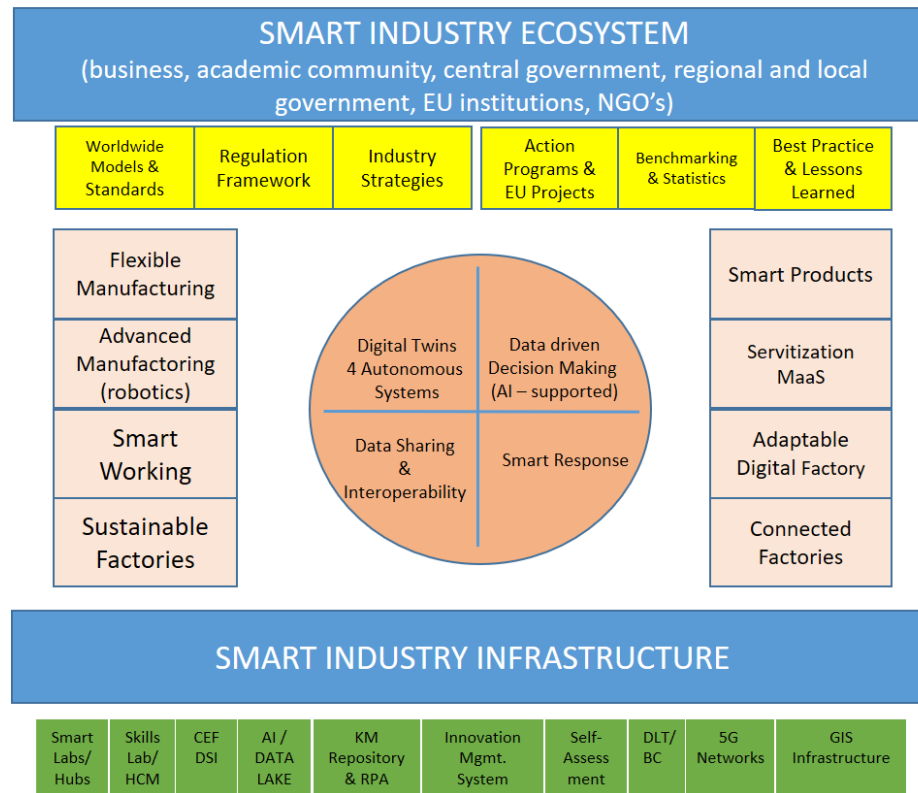 SMART INDUSTRY ECOSYSTEM
(business, academic community, central government, regional and local
government, EU institutions, NGO's)
Worldwide
Models &
Standards
Regulation
Framework
Industry
Strategies
Action
Programs &
EU Projects
Benchmarking
& Statistics
Best Practice
& Lessons
Learned
Flexible
Manufacturing
Advanced
Manufactoring
(robotics)
Smart
Working
Sustainable
Factories
Digital Twins
4 Autonomous
Systems
Data driven
Decision Making
(AI – supported)
Data Sharing
&
Interoperability
Smart Response
Smart Products
Servitization
MaaS
Adaptable
Digital Factory
Connected
Factories
SMART INDUSTRY INFRASTRUCTURE
Smart
Labs/
Hubs
Skills
Lab/
HCM
CEF
DSI
AI /
DATA
LAKE
KM
Repository
& RPA
Innovation
Mgmt.
System
Self-
Assess
ment
DLT/
BC
5G
Networks
GIS
Infrastructure